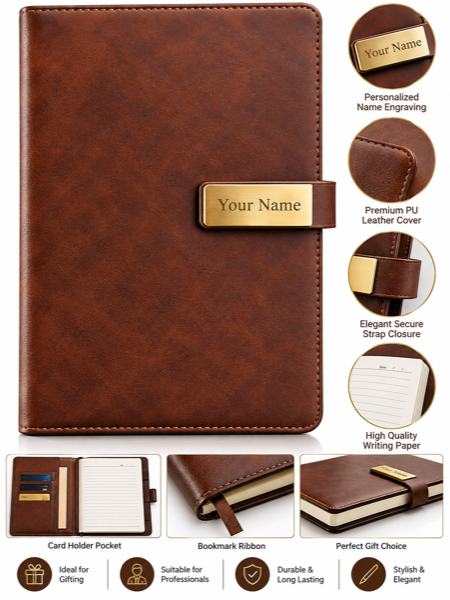 Your Name
Your Name
Personalized
Name Engraving
Premium PU
Leather Cover
Elegant Secure
Strap Closure
High Quality
Writing Paper
Card Holder Pocket
Bookmark Ribbon
Your Name
Perfect Gift Choice
Ideal for
Gifting
Suitable for
Professionals
Durable &
Long Lasting
Stylish &
Elegant